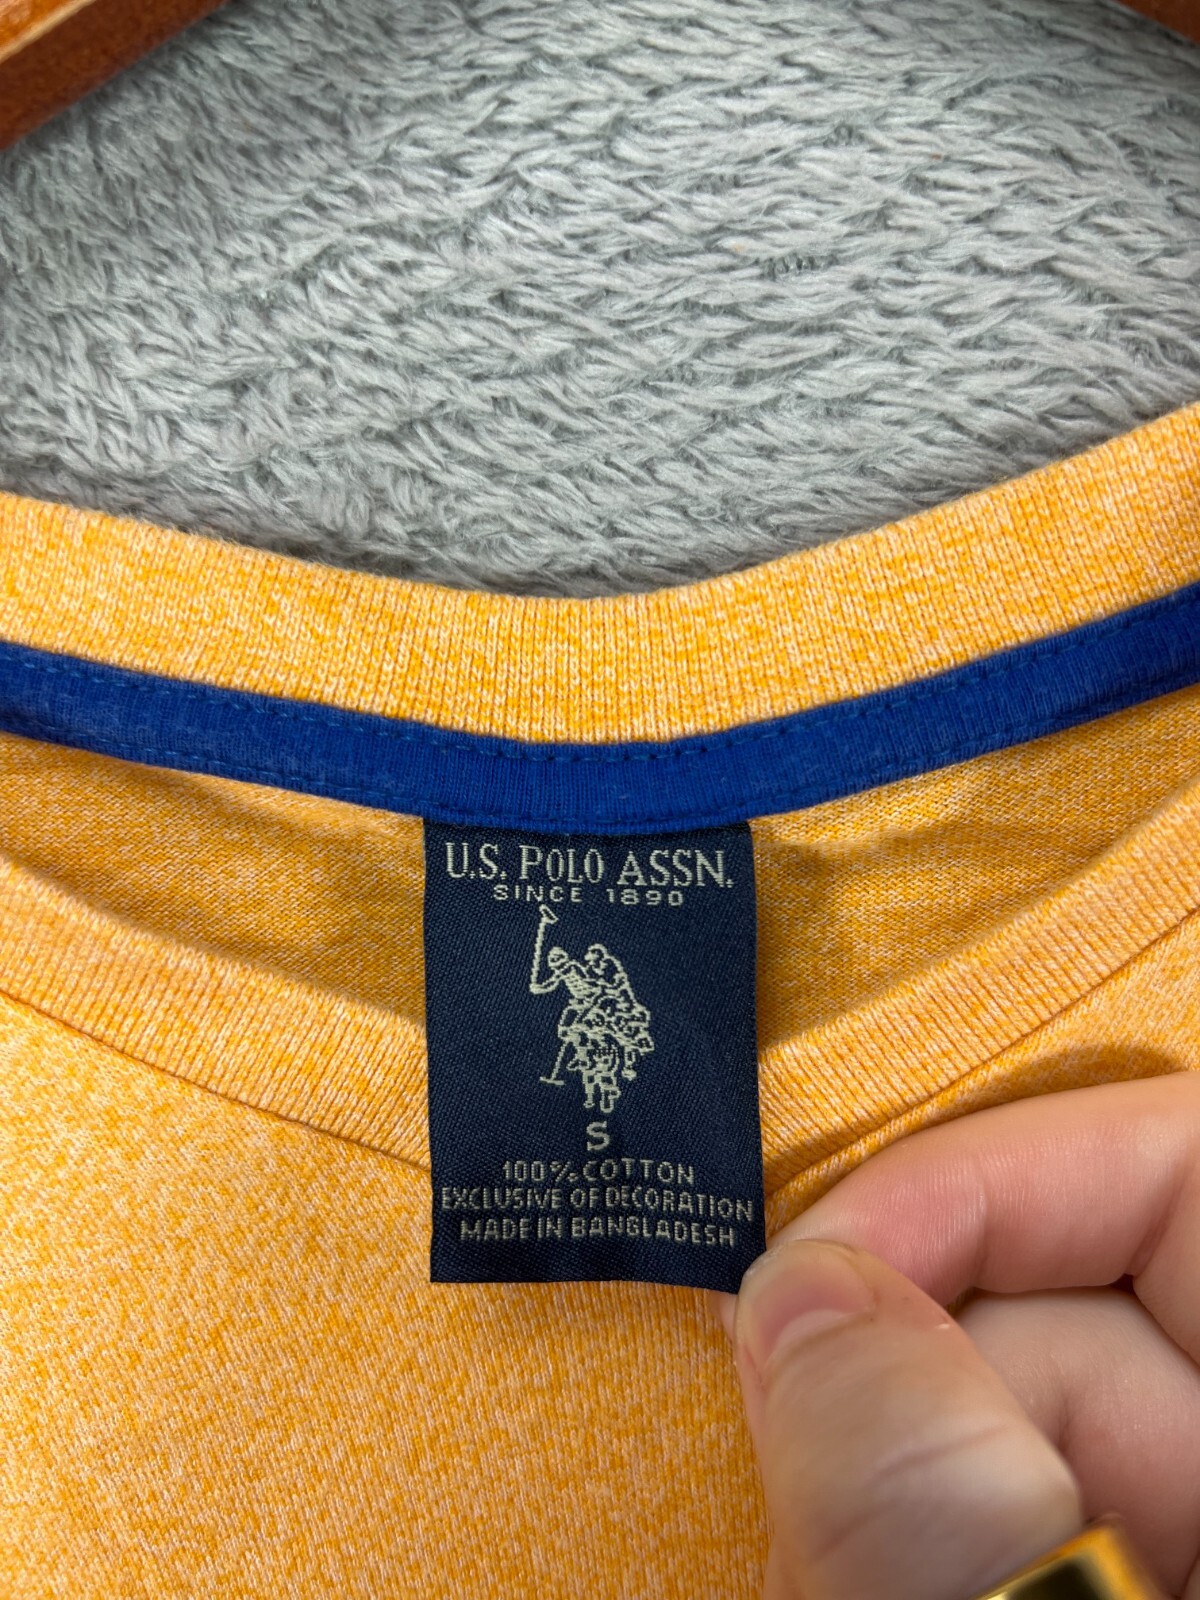 U.S. POLO ASSN.
SINCE 1890
S
100% COTTON
EXCLUSIVE OF DECORATION
MADE IN BANGLADESH